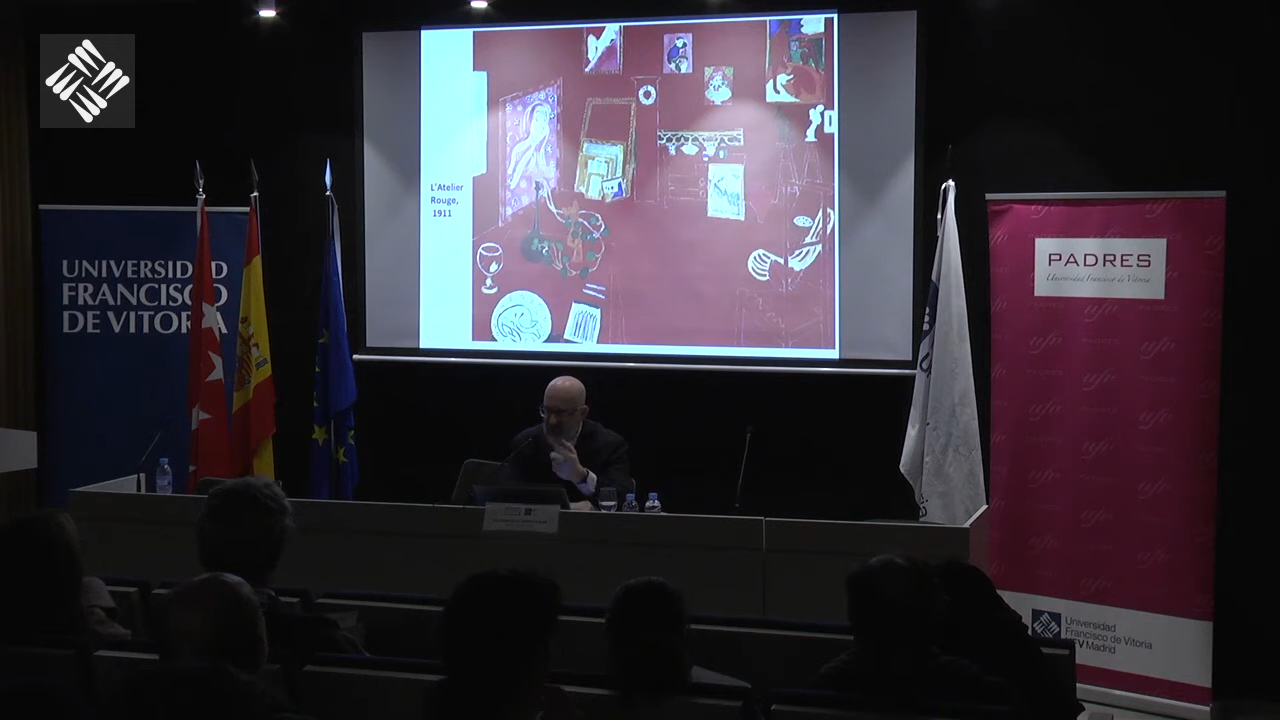 L'Atelier
Rouge,
1911
UNIVERSIDAD
FRANCISCO
DE VITORIA
PADRES
Universidad Francisco de Vitoria
Universidad
Francisco de Vitoria
UFV Madrid